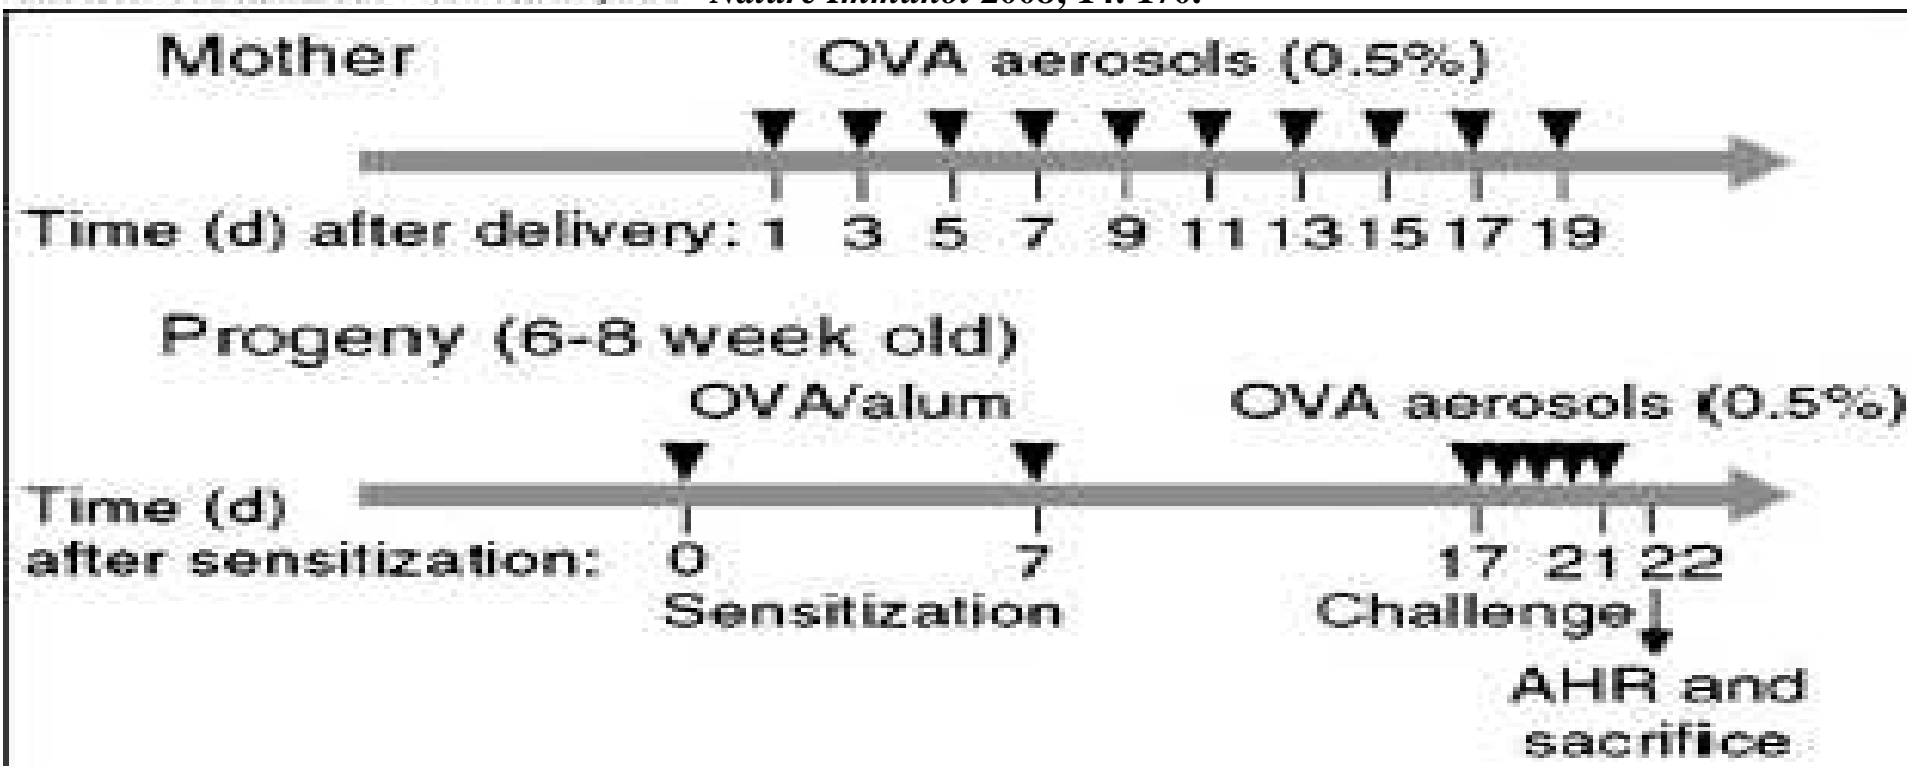 Nature Immunol 2008, 14: 170.
Mother
OVA aerosols (0.5%)
Time (d) after delivery: 1 3 5 7 9 11 13 15 17 19
Progeny (6-8 week old)
OVA/alum
OVA aerosols (0.5%)
Time (d)
after sensitization: 0 7 17 21 22
Sensitization
Challenge
AHR and
sacrifice